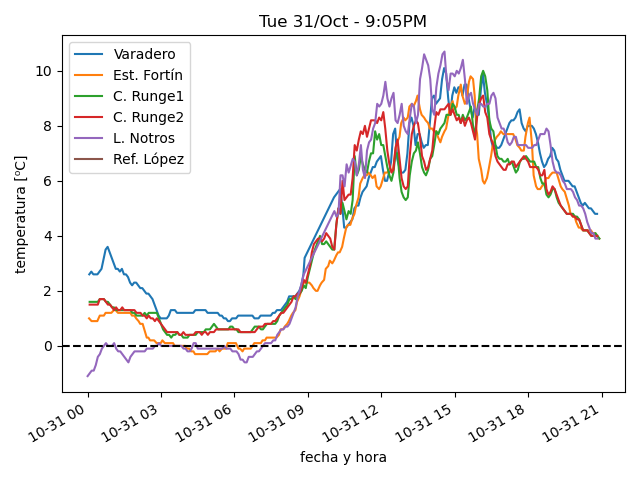 Tue 31/Oct - 9:05PM
Varadero
Est. Fortín
C. Runge1
C. Runge2
L. Notros
Ref. López
temperatura [ºC]
10
8
6
4
2
0
10-31 00
10-31 03
10-31 06
10-31 09
10-31 12
10-31 15
10-31 18
10-31 21
fecha y hora